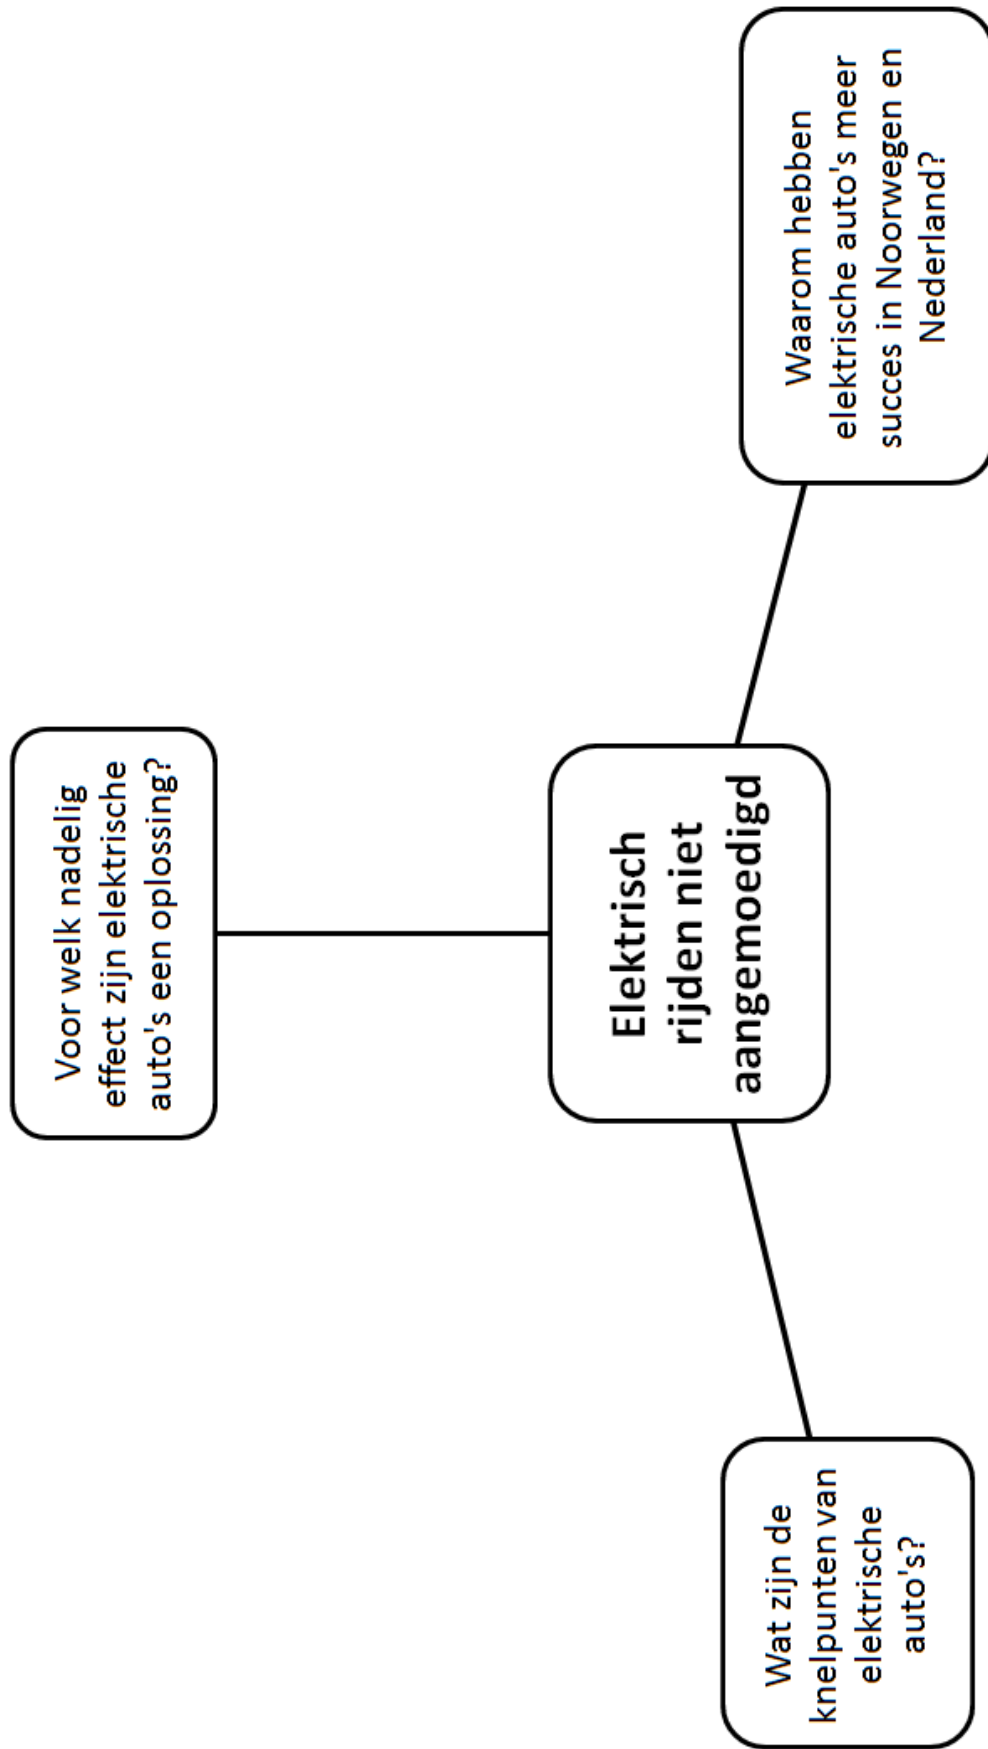 Voor welk nadelig
effect zijn elektrische
auto's een oplossing?
Elektrisch
rijden niet
aangemoedigd
Wat zijn de
knelpunten van
elektrische
auto's?
Waarom hebben
elektrische auto's meer
succes in Noorwegen en
Nederland?